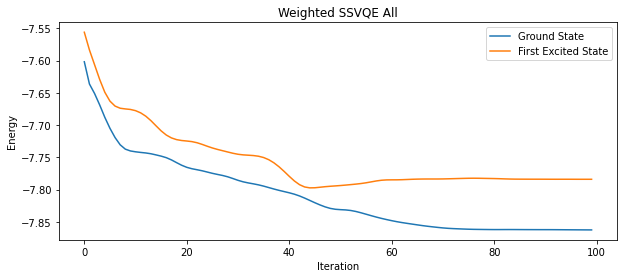 Weighted SSVQE All
Ground State
First Excited State
Energy
−7.55
−7.60
−7.65
−7.70
−7.75
−7.80
−7.85
0 20 40 60 80 100
Iteration